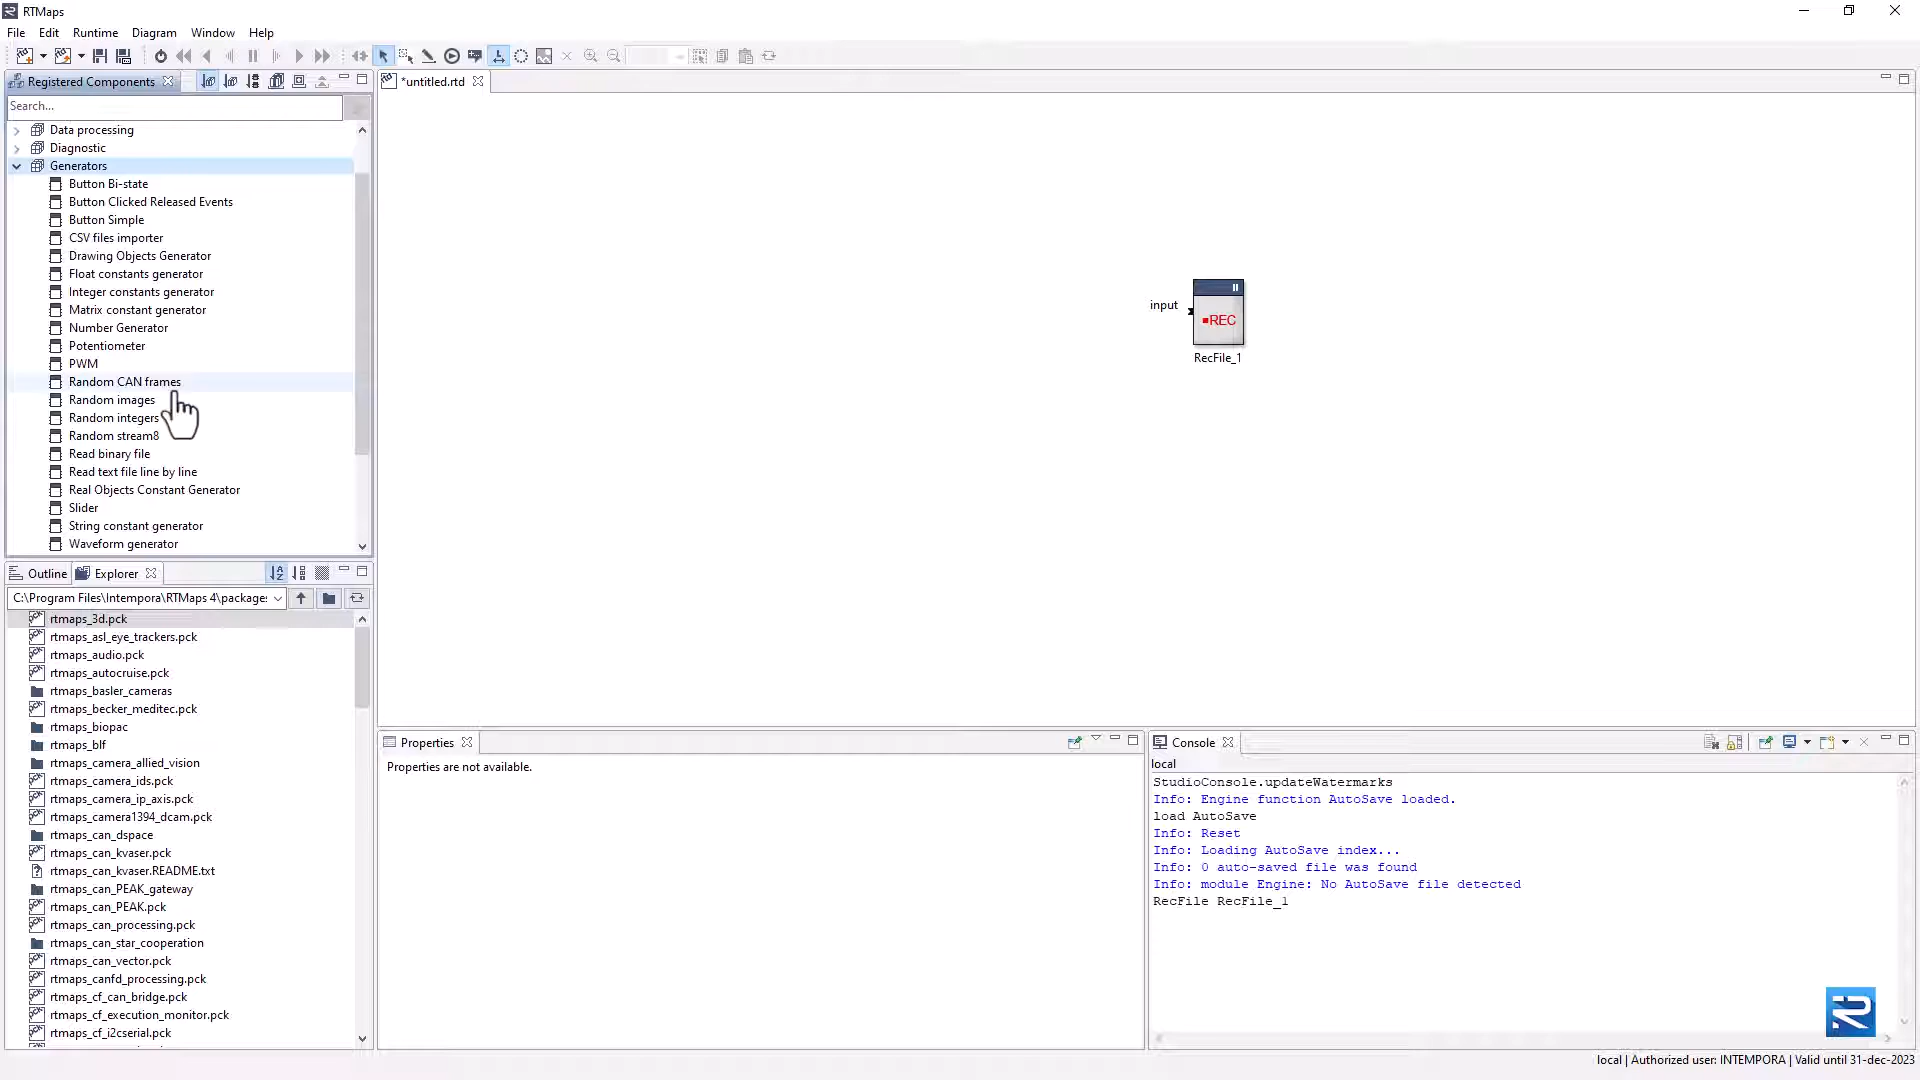 RTMaps
File Edit Runtime Diagram Window Help
Registered Components
*untitled.rtd
Search...
Data processing
Diagnostic
Generators
Button Bi-state
Button Clicked Released Events
Button Simple
CSV files importer
Drawing Objects Generator
Float constants generator
Integer constants generator
Matrix constant generator
Number Generator
Potentiometer
PWM
Random CAN frames
Random images
Random integers
Random stream8
Read binary file
Read text file line by line
Real Objects Constant Generator
Slider
String constant generator
Waveform generator
input
REC
RecFile_1
Outline Explorer
C:\Program Files\Intempora\RTMaps 4\packages
rtmaps_3d.pck
rtmaps_asl_eye_trackers.pck
rtmaps_audio.pck
rtmaps_autocruise.pck
rtmaps_basler_cameras
rtmaps_becker_meditec.pck
rtmaps_biopac
rtmaps_blf
rtmaps_camera_allied_vision
rtmaps_camera_ids.pck
rtmaps_camera_ip_axis.pck
rtmaps_camera1394_dcam.pck
rtmaps_can_dspace
rtmaps_can_kvaser.pck
rtmaps_can_kvaser.README.txt
rtmaps_can_PEAK_gateway
rtmaps_can_PEAK.pck
rtmaps_can_processing.pck
rtmaps_can_star_cooperation
rtmaps_can_vector.pck
rtmaps_canfd_processing.pck
rtmaps_cf_can_bridge.pck
rtmaps_cf_execution_monitor.pck
rtmaps_cf_i2cserial.pck
Properties
Properties are not available.
Console
local
StudioConsole.updateWatermarks
Info: Engine function AutoSave loaded.
load AutoSave
Info: Reset
Info: Loading AutoSave index...
Info: 0 auto-saved file was found
Info: module Engine: No AutoSave file detected
RecFile RecFile_1
local | Authorized user: INTEMPORA | Valid until 31-dec-2023